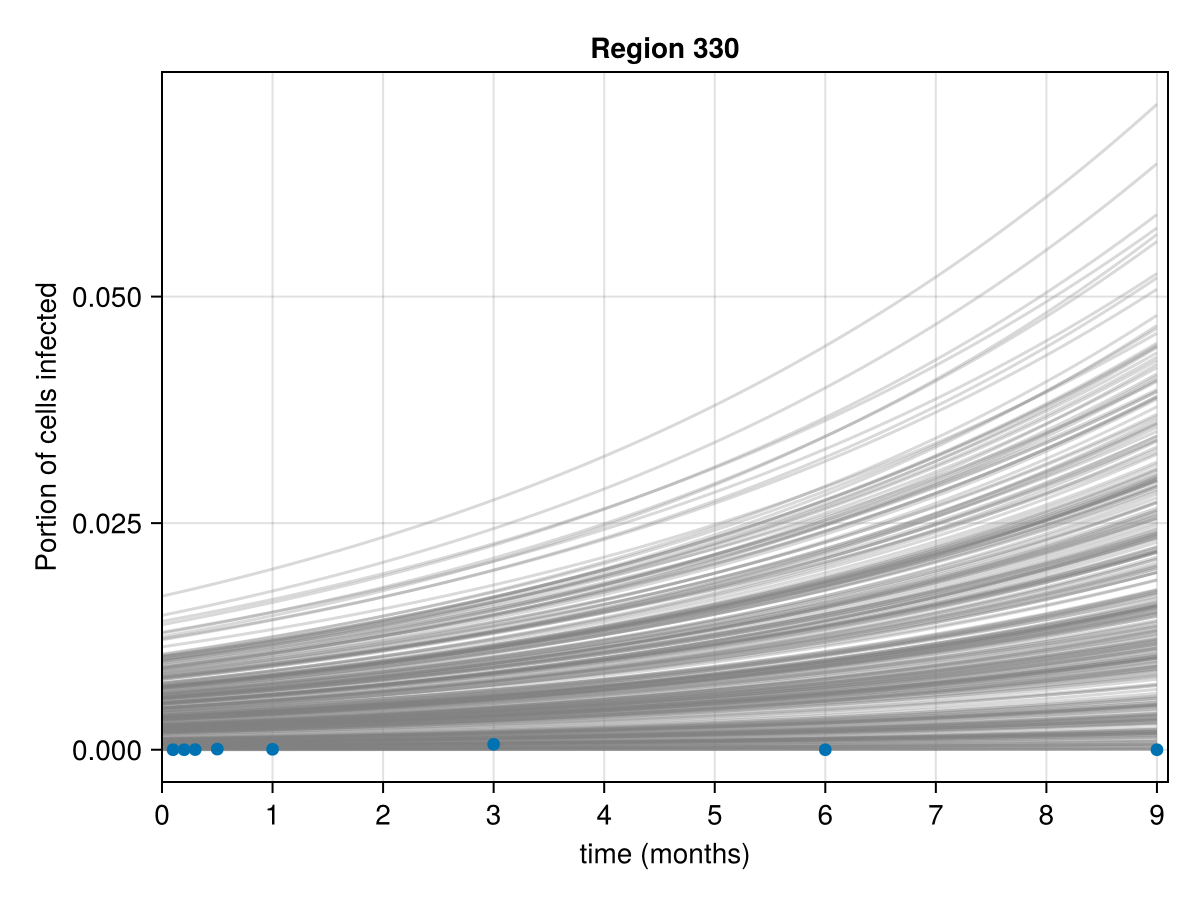 Region 330
Portion of cells infected
0.050
0.025
0.000
0 1 2 3 4 5 6 7 8 9
time (months)